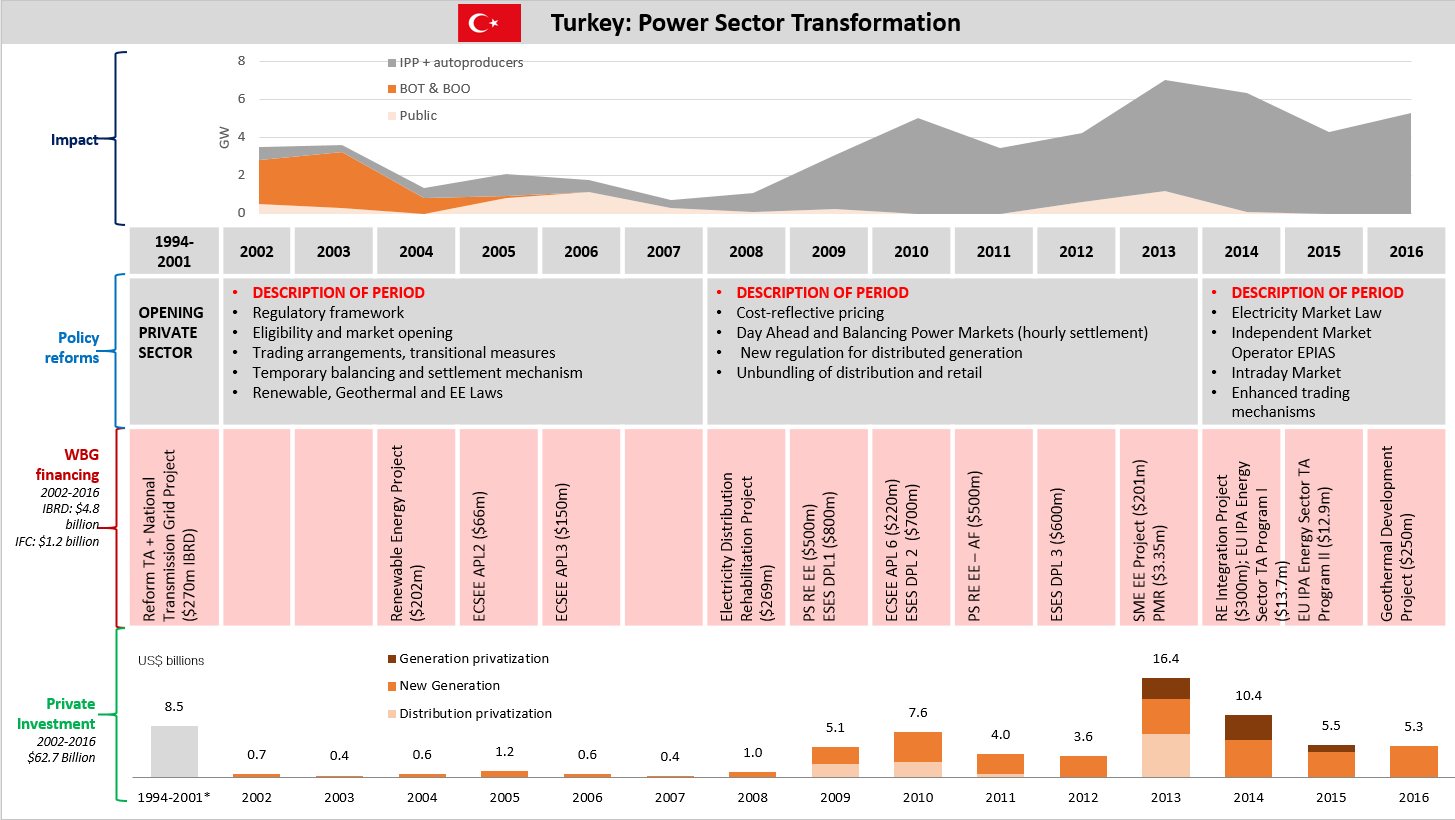 Turkey: Power Sector Transformation
Impact
GW
8
6
4
2
0
IPP + autoproducers
BOT & BOO
Public
1994-
2001
2002
2003
2004
2005
2006
2007
2008
2009
2010
2011
2012
2013
2014
2015
2016
Policy
reforms
OPENING
PRIVATE
SECTOR
• DESCRIPTION OF PERIOD
• Regulatory framework
• Eligibility and market opening
• Trading arrangements, transitional measures
• Temporary balancing and settlement mechanism
• Renewable, Geothermal and EE Laws
• DESCRIPTION OF PERIOD
• Cost-reflective pricing
• Day Ahead and Balancing Power Markets (hourly settlement)
• New regulation for distributed generation
• Unbundling of distribution and retail
• DESCRIPTION OF PERIOD
• Electricity Market Law
• Independent Market
Operator EPIAS
• Intraday Market
• Enhanced trading
mechanisms
WBG
financing
2002-2016
IBRD: $4.8
billion
IFC: $1.2 billion
Reform TA + National
Transmission Grid Project
($270m IBRD)
Renewable Energy Project
($202m)
ECSEE APL2 ($66m)
ECSEE APL3 ($150m)
Electricity Distribution
Rehabilitation Project
($269m)
PS RE EE ($500m)
ESES DPL1 ($800m)
ECSEE APL 6 ($220m)
ESES DPL 2 ($700m)
PS RE EE – AF ($500m)
ESES DPL 3 ($600m)
SME EE Project ($201m)
PMR ($3.35m)
RE Integration Project
($300m); EU IPA Energy
Sector TA Program I
($13.7m)
EU IPA Energy Sector TA
Program II ($12.9m)
Geothermal Development
Project ($250m)
Private
Investment
2002-2016
$62.7 Billion
US$ billions
Generation privatization
New Generation
Distribution privatization
8.5
0.7
0.4
0.6
1.2
0.6
0.4
1.0
5.1
7.6
4.0
3.6
16.4
10.4
5.5
5.3
1994-2001*
2002
2003
2004
2005
2006
2007
2008
2009
2010
2011
2012
2013
2014
2015
2016